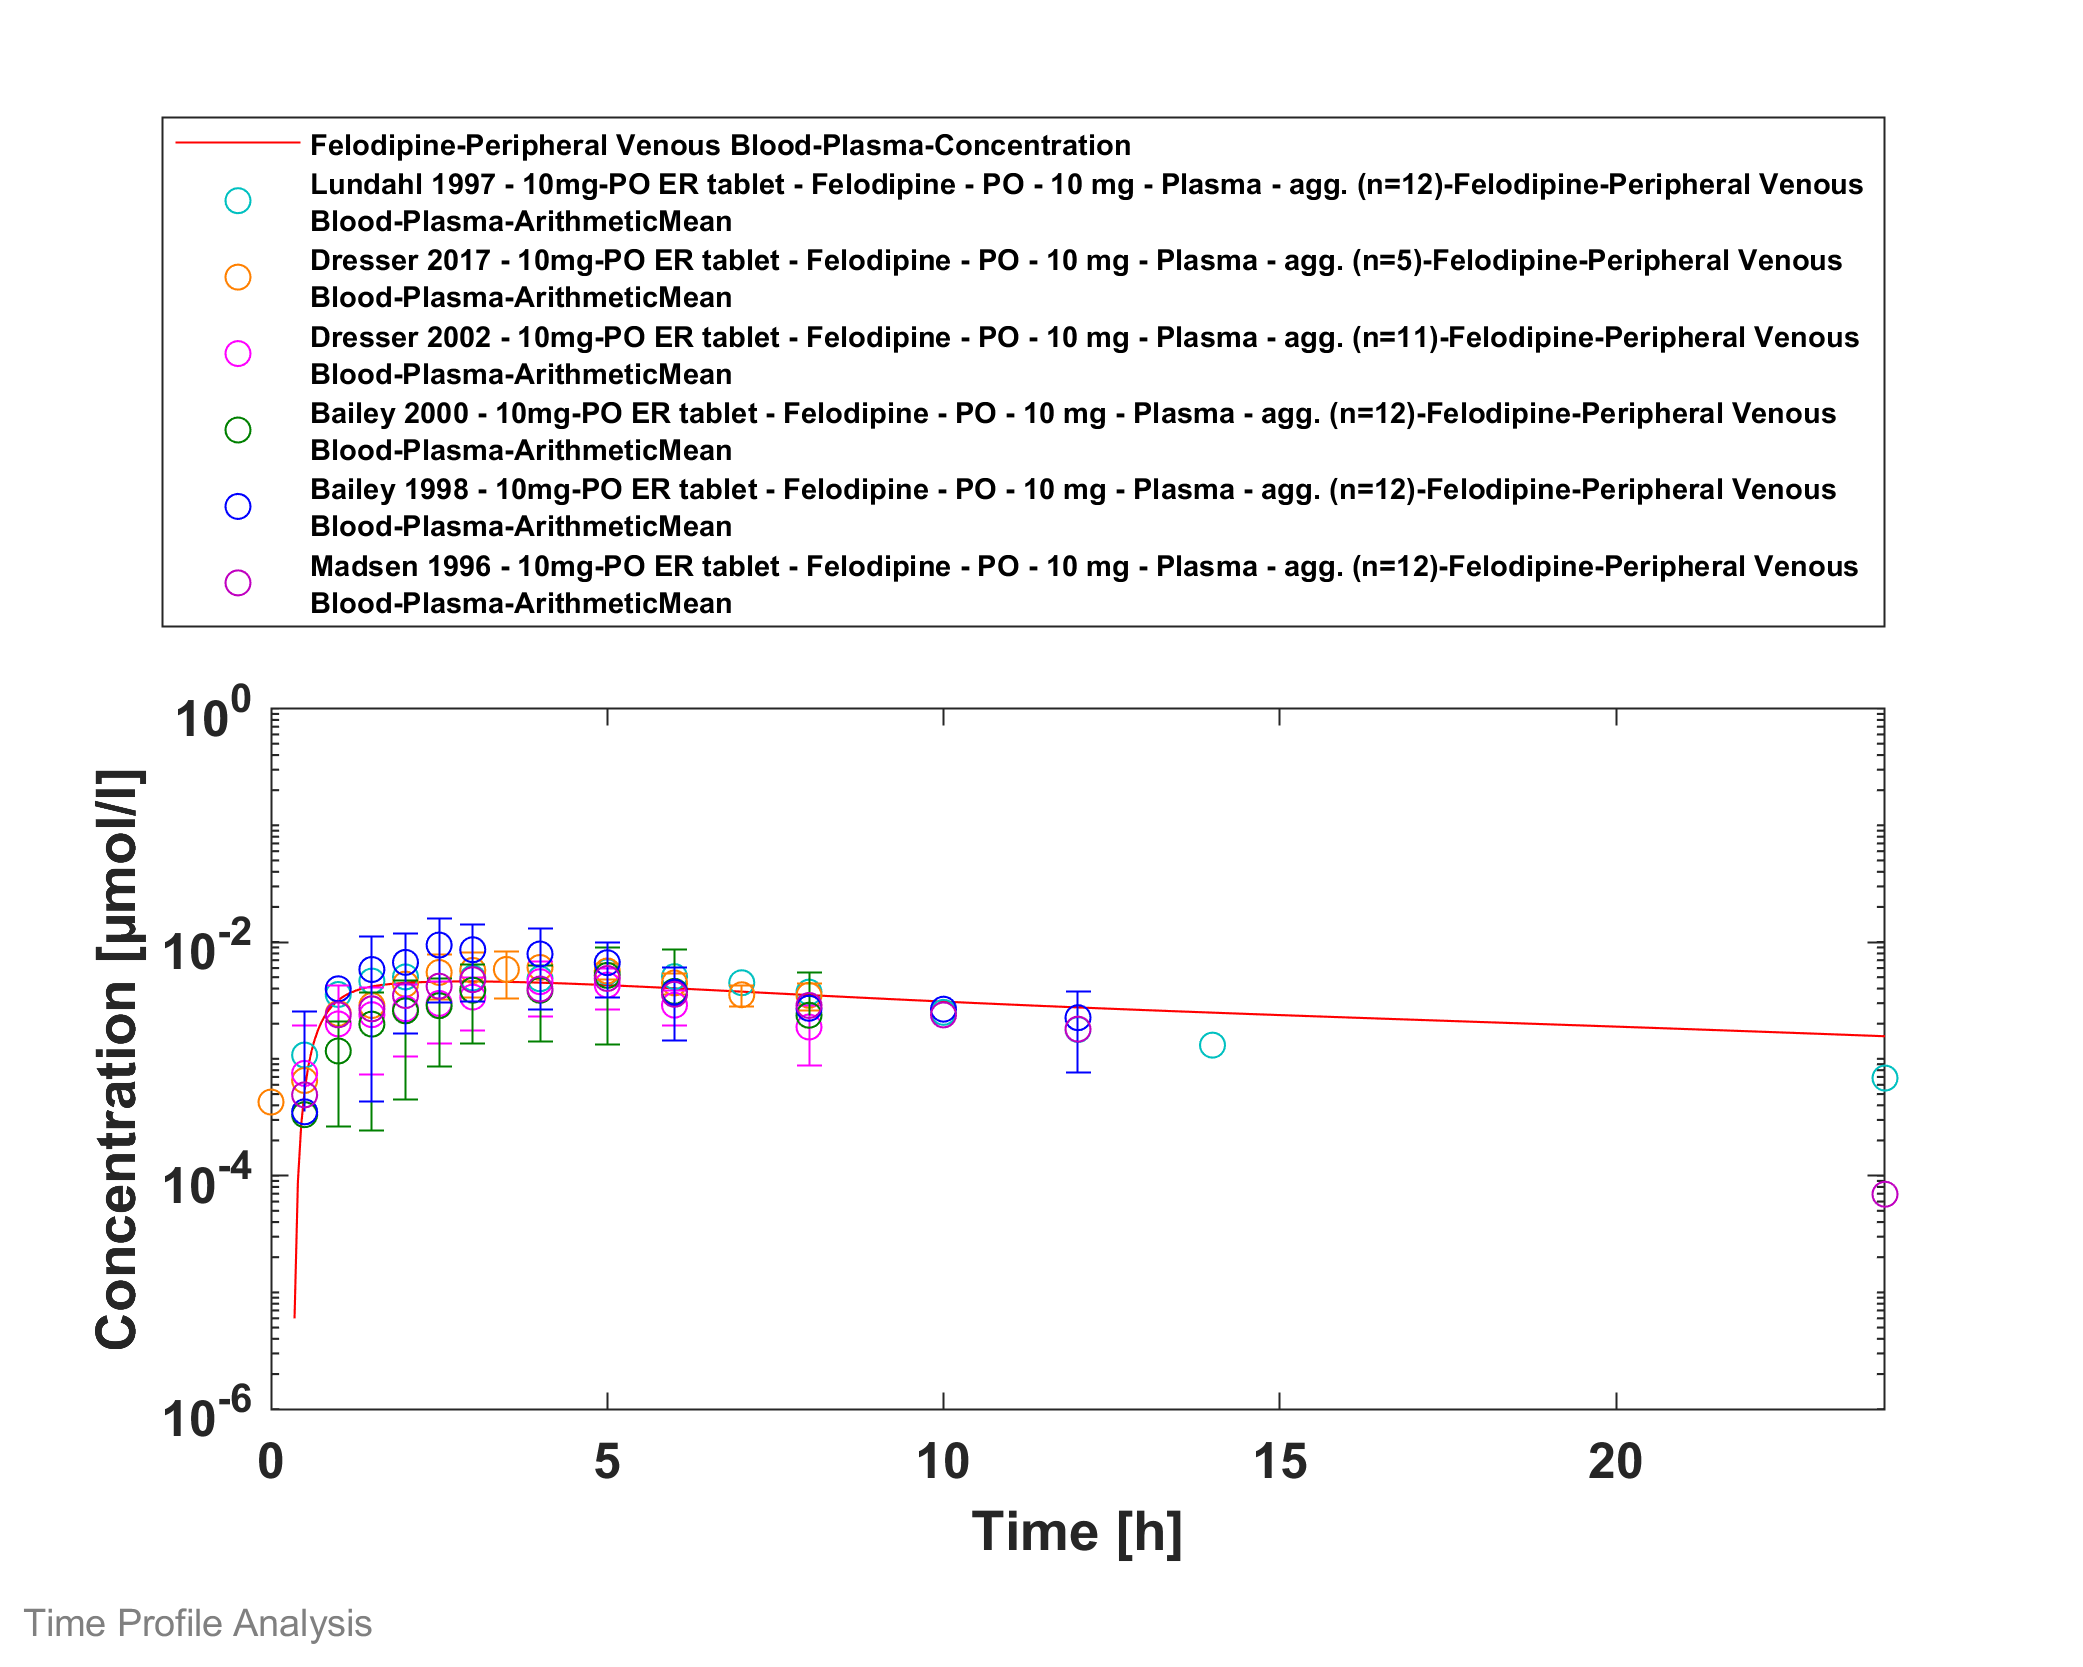 Felodipine-Peripheral Venous Blood-Plasma-Concentration
Lundahl 1997 - 10mg-PO ER tablet - Felodipine - PO - 10 mg - Plasma - agg. (n=12)-Felodipine-Peripheral Venous
Blood-Plasma-ArithmeticMean
Dresser 2017 - 10mg-PO ER tablet - Felodipine - PO - 10 mg - Plasma - agg. (n=5)-Felodipine-Peripheral Venous
Blood-Plasma-ArithmeticMean
Dresser 2002 - 10mg-PO ER tablet - Felodipine - PO - 10 mg - Plasma - agg. (n=11)-Felodipine-Peripheral Venous
Blood-Plasma-ArithmeticMean
Bailey 2000 - 10mg-PO ER tablet - Felodipine - PO - 10 mg - Plasma - agg. (n=12)-Felodipine-Peripheral Venous
Blood-Plasma-ArithmeticMean
Bailey 1998 - 10mg-PO ER tablet - Felodipine - PO - 10 mg - Plasma - agg. (n=12)-Felodipine-Peripheral Venous
Blood-Plasma-ArithmeticMean
Madsen 1996 - 10mg-PO ER tablet - Felodipine - PO - 10 mg - Plasma - agg. (n=12)-Felodipine-Peripheral Venous
Blood-Plasma-ArithmeticMean
Concentration [µmol/l]
10^0
10^-2
10^-4
10^-6
0 5 10 15 20
Time [h]
Time Profile Analysis